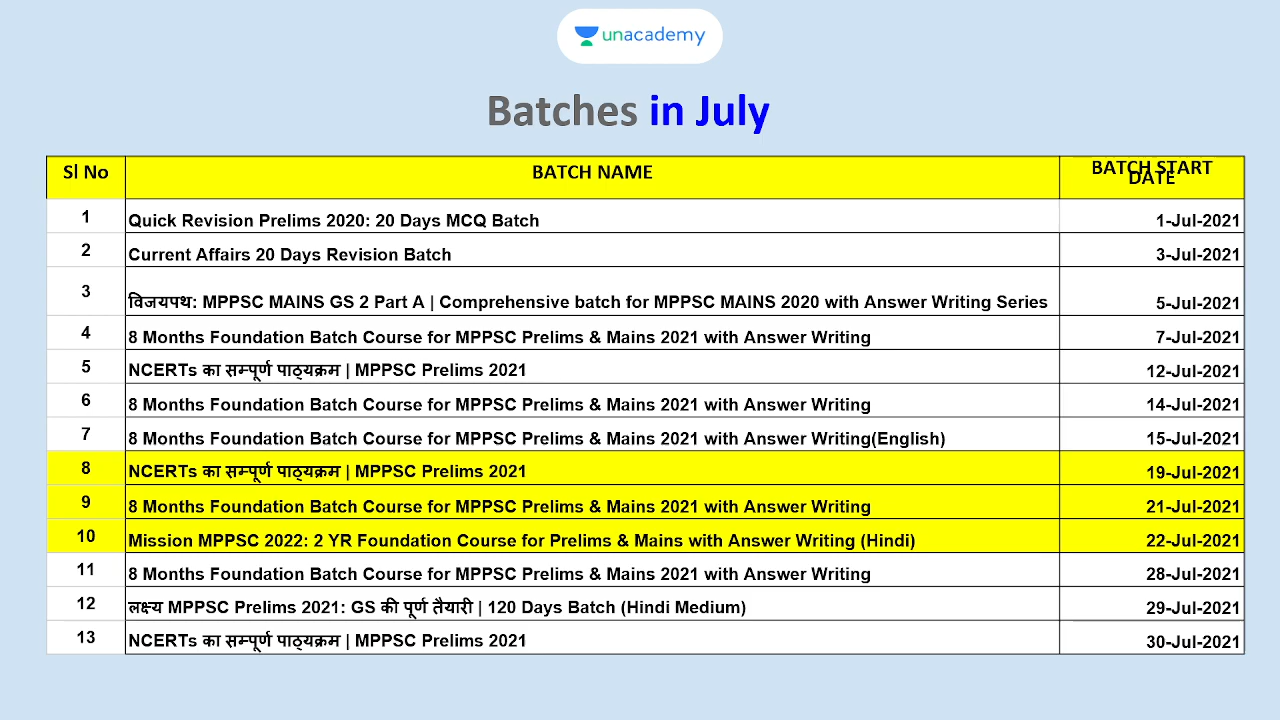 unacademy
Batches in July
Sl No BATCH NAME BATCH START DATE
1 Quick Revision Prelims 2020: 20 Days MCQ Batch 1-Jul-2021
2 Current Affairs 20 Days Revision Batch 3-Jul-2021
3 विजयपथ: MPPSC MAINS GS 2 Part A | Comprehensive batch for MPPSC MAINS 2020 with Answer Writing Series 5-Jul-2021
4 8 Months Foundation Batch Course for MPPSC Prelims & Mains 2021 with Answer Writing 7-Jul-2021
5 NCERTs का सम्पूर्ण पाठ्यक्रम | MPPSC Prelims 2021 12-Jul-2021
6 8 Months Foundation Batch Course for MPPSC Prelims & Mains 2021 with Answer Writing 14-Jul-2021
7 8 Months Foundation Batch Course for MPPSC Prelims & Mains 2021 with Answer Writing(English) 15-Jul-2021
8 NCERTs का सम्पूर्ण पाठ्यक्रम | MPPSC Prelims 2021 19-Jul-2021
9 8 Months Foundation Batch Course for MPPSC Prelims & Mains 2021 with Answer Writing 21-Jul-2021
10 Mission MPPSC 2022: 2 YR Foundation Course for Prelims & Mains with Answer Writing (Hindi) 22-Jul-2021
11 8 Months Foundation Batch Course for MPPSC Prelims & Mains 2021 with Answer Writing 28-Jul-2021
12 लक्ष्य MPPSC Prelims 2021: GS की पूर्ण तैयारी | 120 Days Batch (Hindi Medium) 29-Jul-2021
13 NCERTs का सम्पूर्ण पाठ्यक्रम | MPPSC Prelims 2021 30-Jul-2021